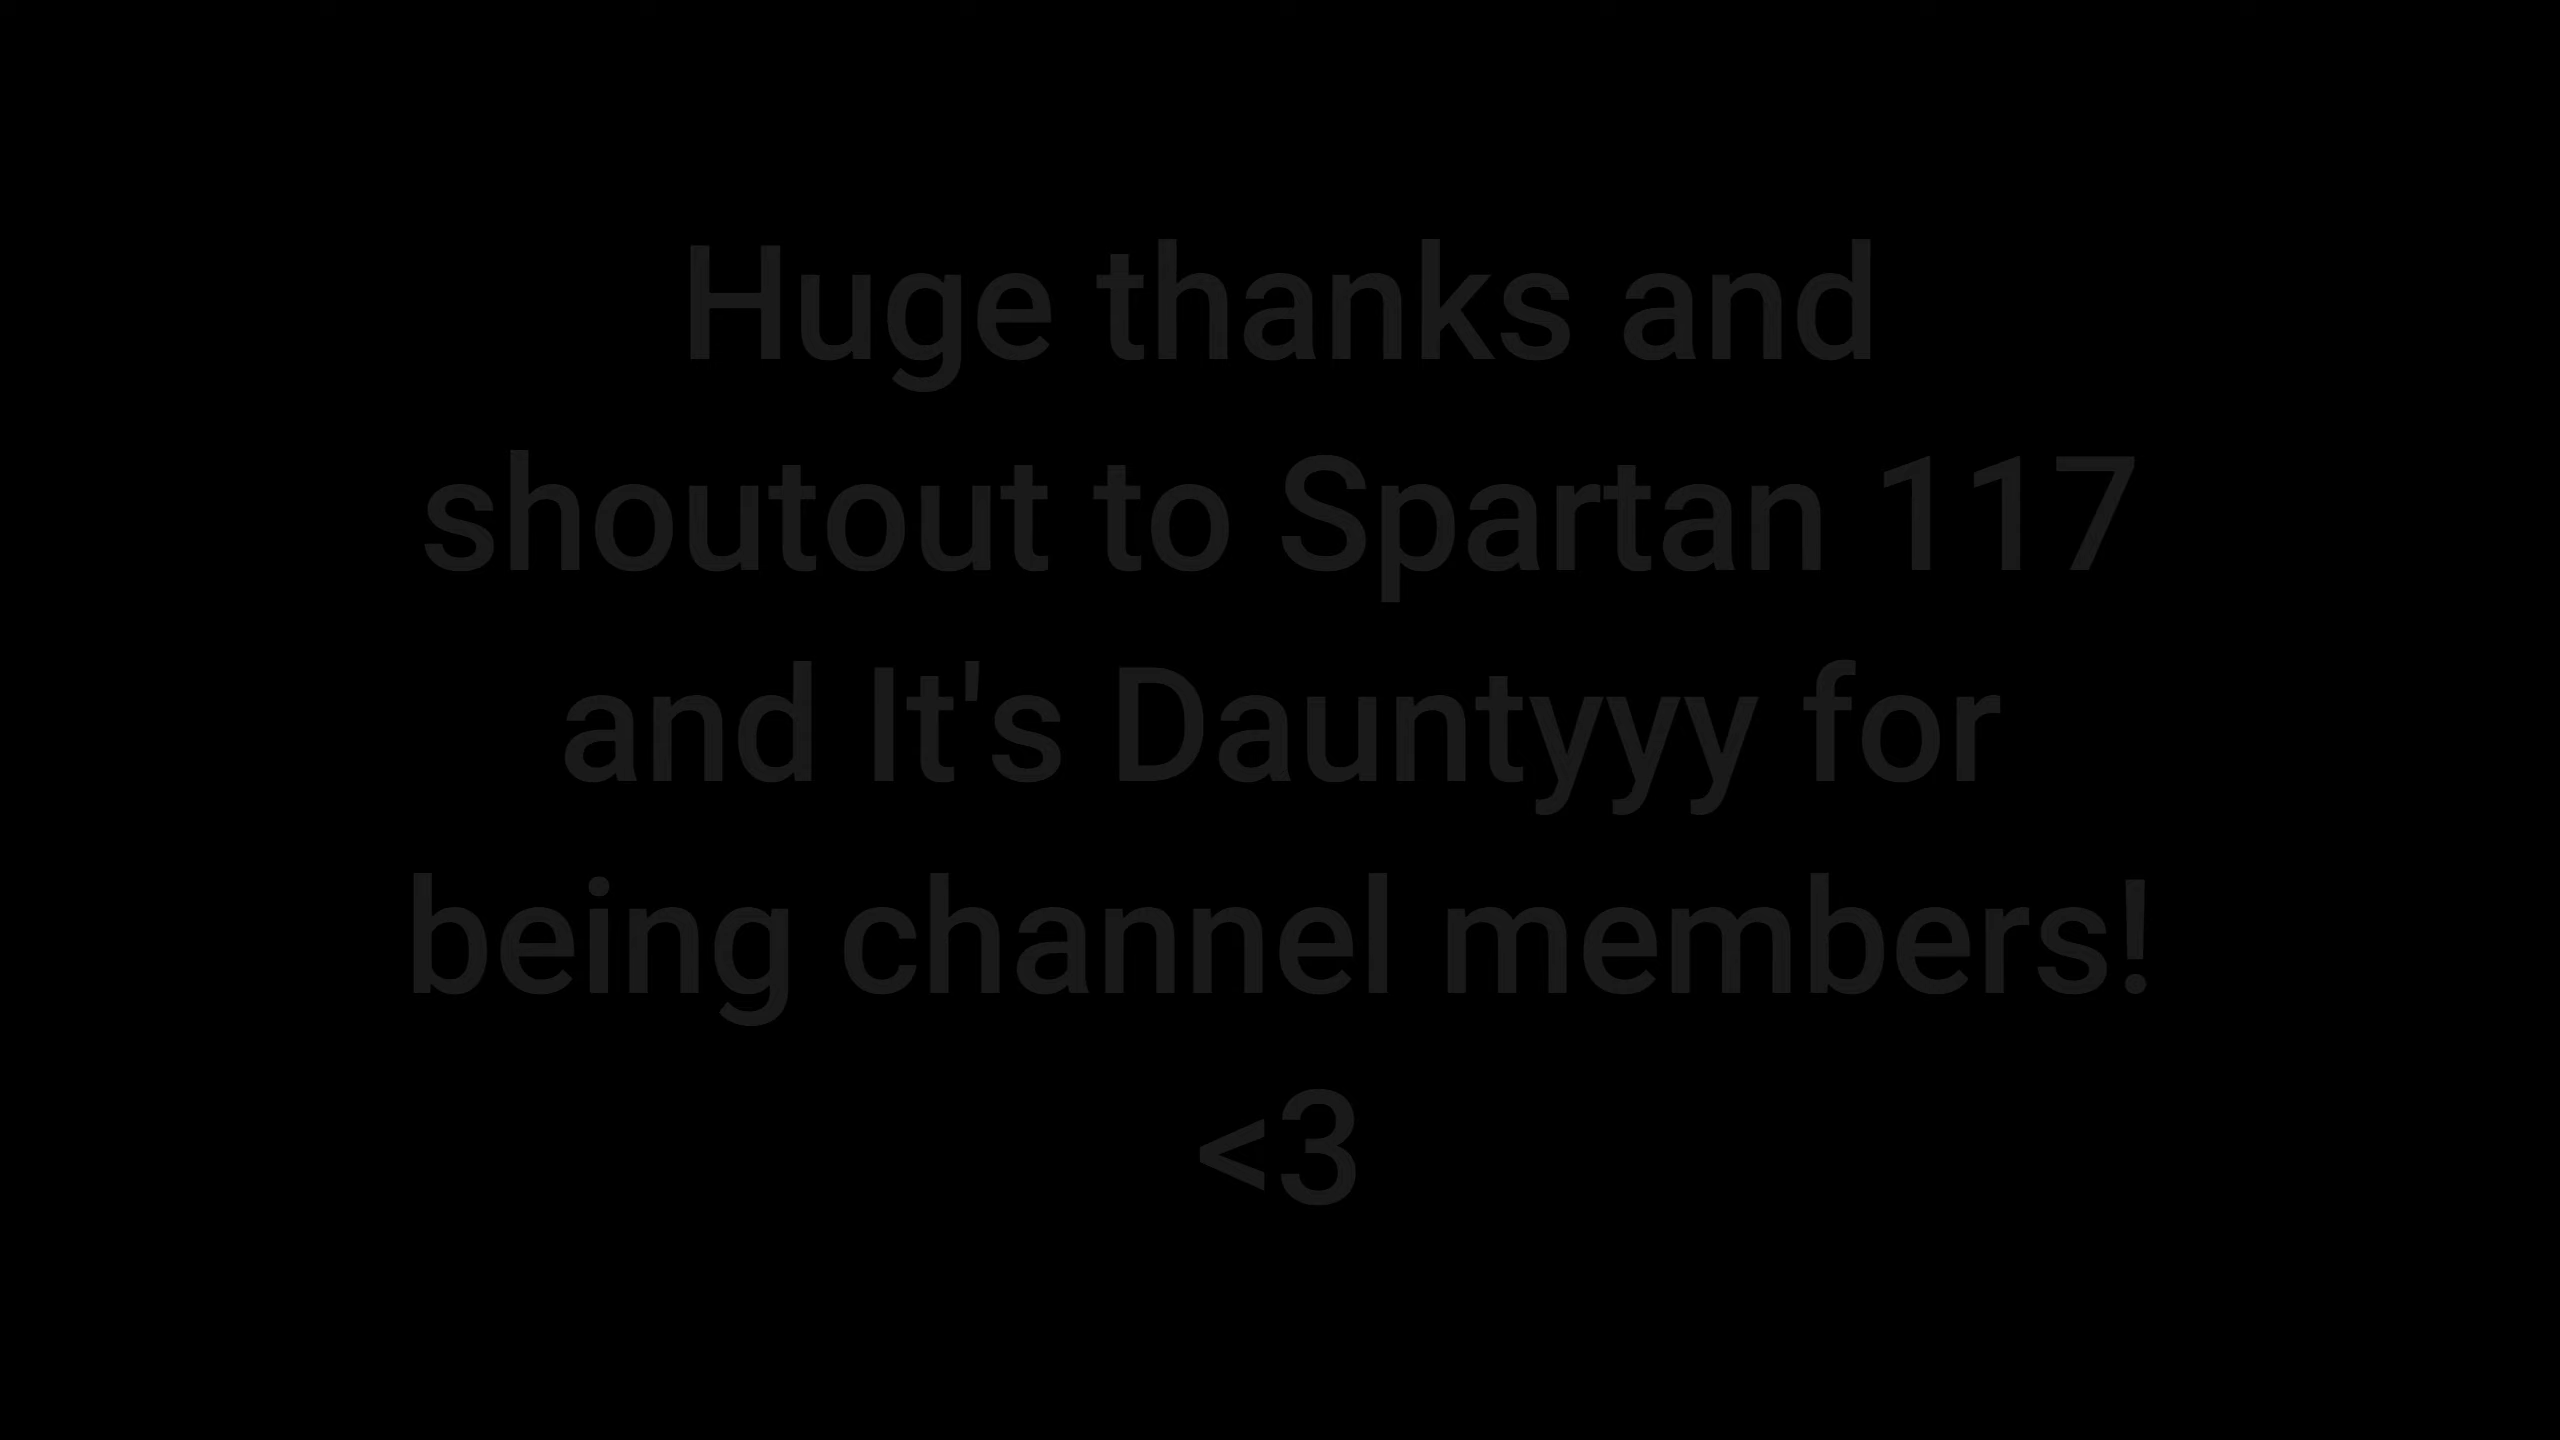 Huge thanks and
shoutout to Spartan 117
and It's Dauntyyy for
being channel members!
<3